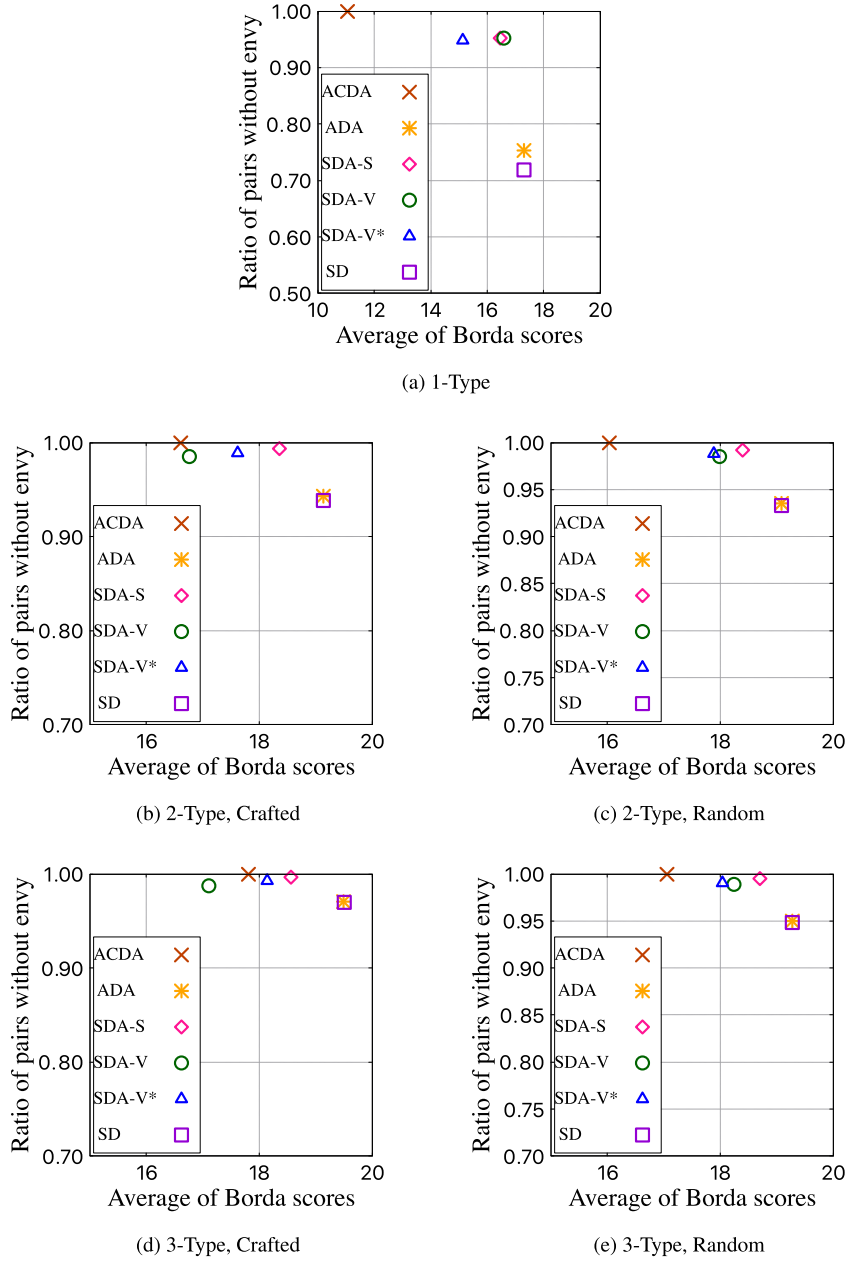 1.00
0.90
0.80
0.70
0.60
0.50
Ratio of pairs without envy
ACDA
ADA
SDA-S
SDA-V
SDA-V*
SD
10 12 14 16 18 20
Average of Borda scores
(a) 1-Type
1.00
0.90
0.80
0.70
Ratio of pairs without envy
ACDA
ADA
SDA-S
SDA-V
SDA-V*
SD
16 18 20
Average of Borda scores
(b) 2-Type, Crafted
1.00
0.95
0.90
0.85
0.80
0.75
0.70
Ratio of pairs without envy
ACDA
ADA
SDA-S
SDA-V
SDA-V*
SD
16 18 20
Average of Borda scores
(c) 2-Type, Random
1.00
0.90
0.80
0.70
Ratio of pairs without envy
ACDA
ADA
SDA-S
SDA-V
SDA-V*
SD
16 18 20
Average of Borda scores
(d) 3-Type, Crafted
1.00
0.95
0.90
0.85
0.80
0.75
0.70
Ratio of pairs without envy
ACDA
ADA
SDA-S
SDA-V
SDA-V*
SD
16 18 20
Average of Borda scores
(e) 3-Type, Random